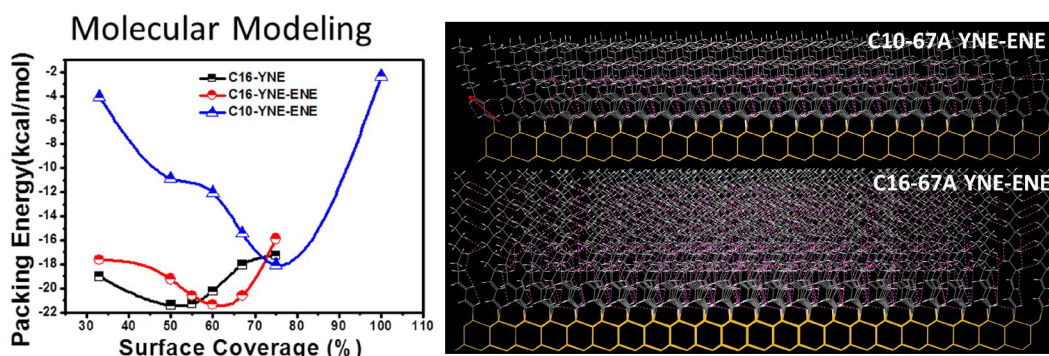 Molecular Modeling
Packing Energy(kcal/mol)
-2
-4
-6
-8
-10
-12
-14
-16
-18
-20
-22
C16-YNE
C16-YNE-ENE
C10-YNE-ENE
30 40 50 60 70 80 90 100 110
Surface Coverage (%)
C10-67A YNE-ENE
C16-67A YNE-ENE